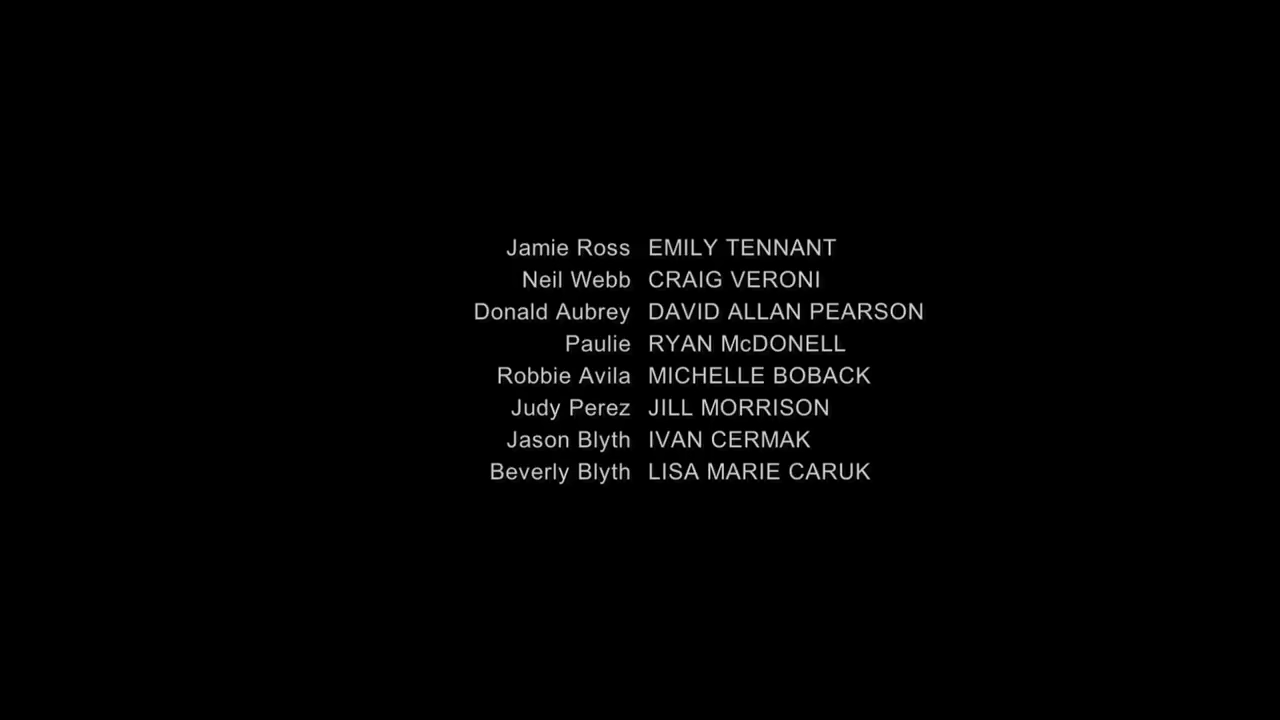 Jamie Ross EMILY TENNANT
Neil Webb CRAIG VERONI
Donald Aubrey DAVID ALLAN PEARSON
Paulie RYAN McDONELL
Robbie Avila MICHELLE BOBACK
Judy Perez JILL MORRISON
Jason Blyth IVAN CERMAK
Beverly Blyth LISA MARIE CARUK